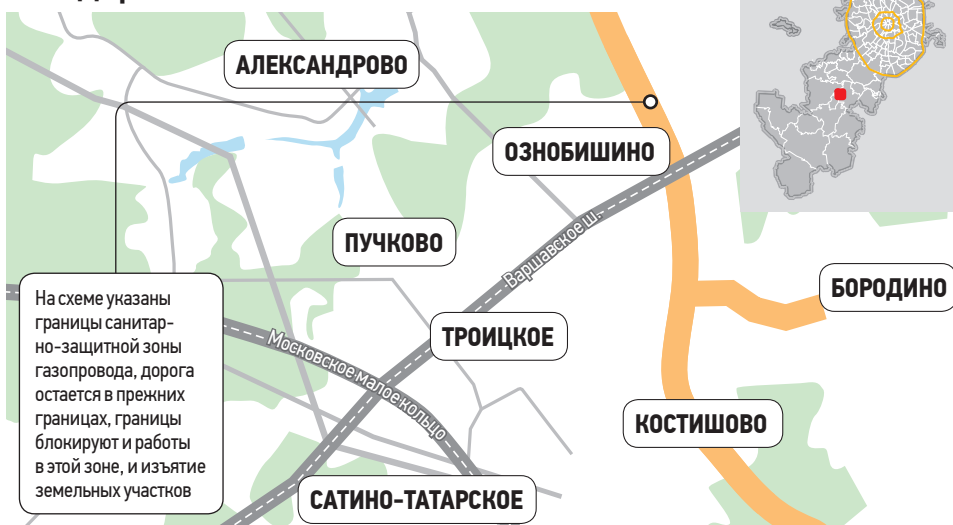 АЛЕКСАНДРОВО
ОЗНОБИШИНО
ПУЧКОВО
Варшавское ш.
БОРОДИНО
На схеме указаны
границы санитар-
но-защитной зоны
газопровода, дорога
остается в прежних
границах, границы
блокируют и работы
в этой зоне, и изъятие
земельных участков
ТРОИЦКОЕ
Московское малое кольцо
КОСТИШОВО
САТИНО-ТАТАРСКОЕ